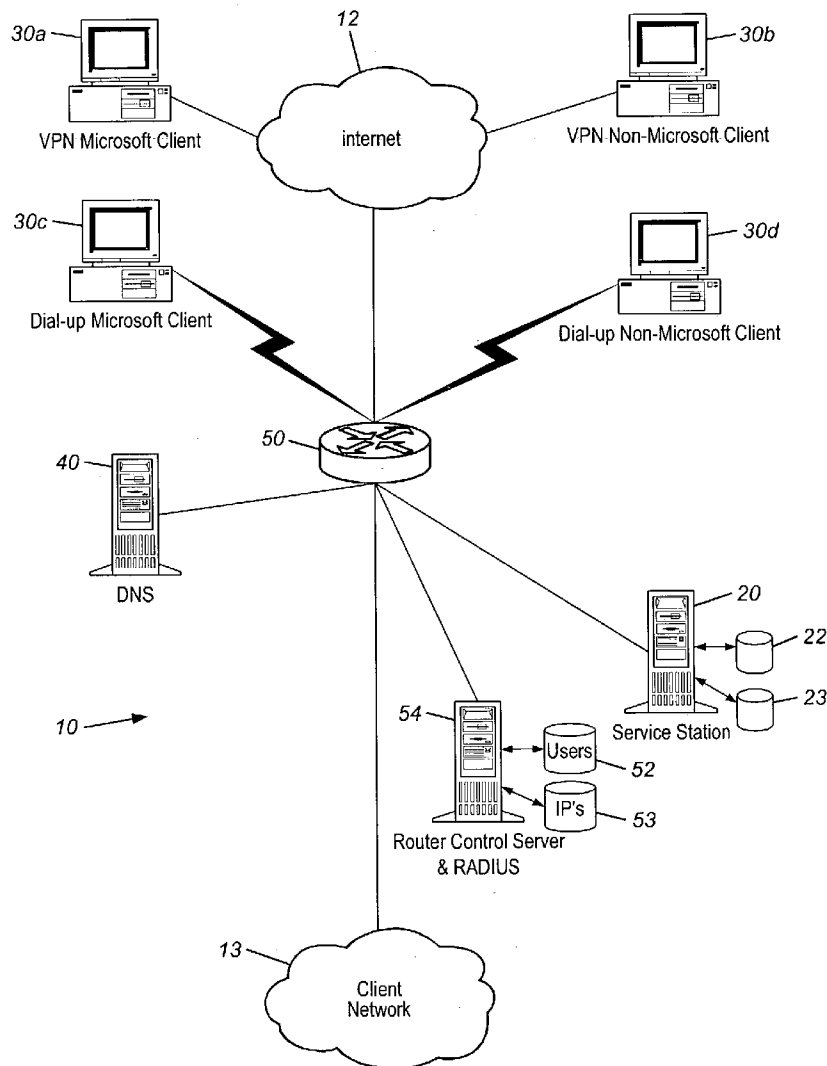 30a
12
30b
VPN Microsoft Client
internet
VPN Non-Microsoft Client
30c
30d
Dial-up Microsoft Client
Dial-up Non-Microsoft Client
50
40
DNS
20
22
23
Service Station
10
54
Users
52
IP's
53
Router Control Server
& RADIUS
13
Client
Network